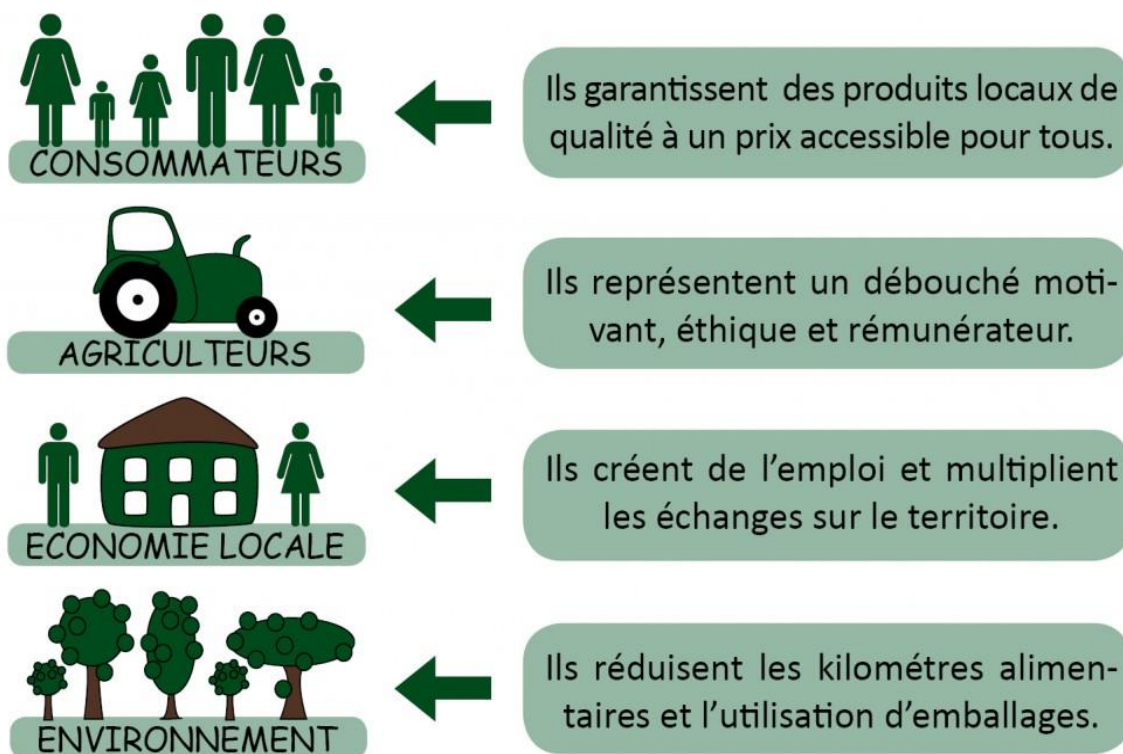 Ils garantissent des produits locaux de
qualité à un prix accessible pour tous.
CONSOMMATEURS
Ils représentent un débouché moti-
vant, éthique et rémunérateur.
AGRICULTEURS
Ils créent de l'emploi et multiplient
les échanges sur le territoire.
ECONOMIE LOCALE
Ils réduisent les kilométres alimen-
taires et l'utilisation d'emballages.
ENVIRONNEMENT